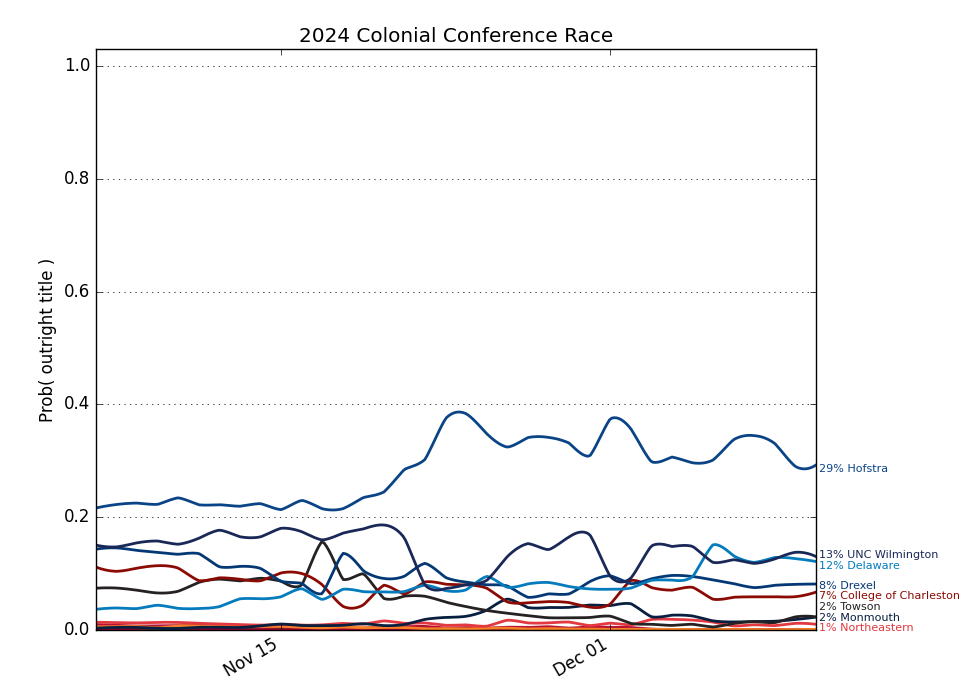 2024 Colonial Conference Race
Prob( outright title )
1.0
0.8
0.6
0.4
0.2
0.0
Nov 15
Dec 01
29% Hofstra
13% UNC Wilmington
12% Delaware
8% Drexel
7% College of Charleston
2% Towson
2% Monmouth
1% Northeastern